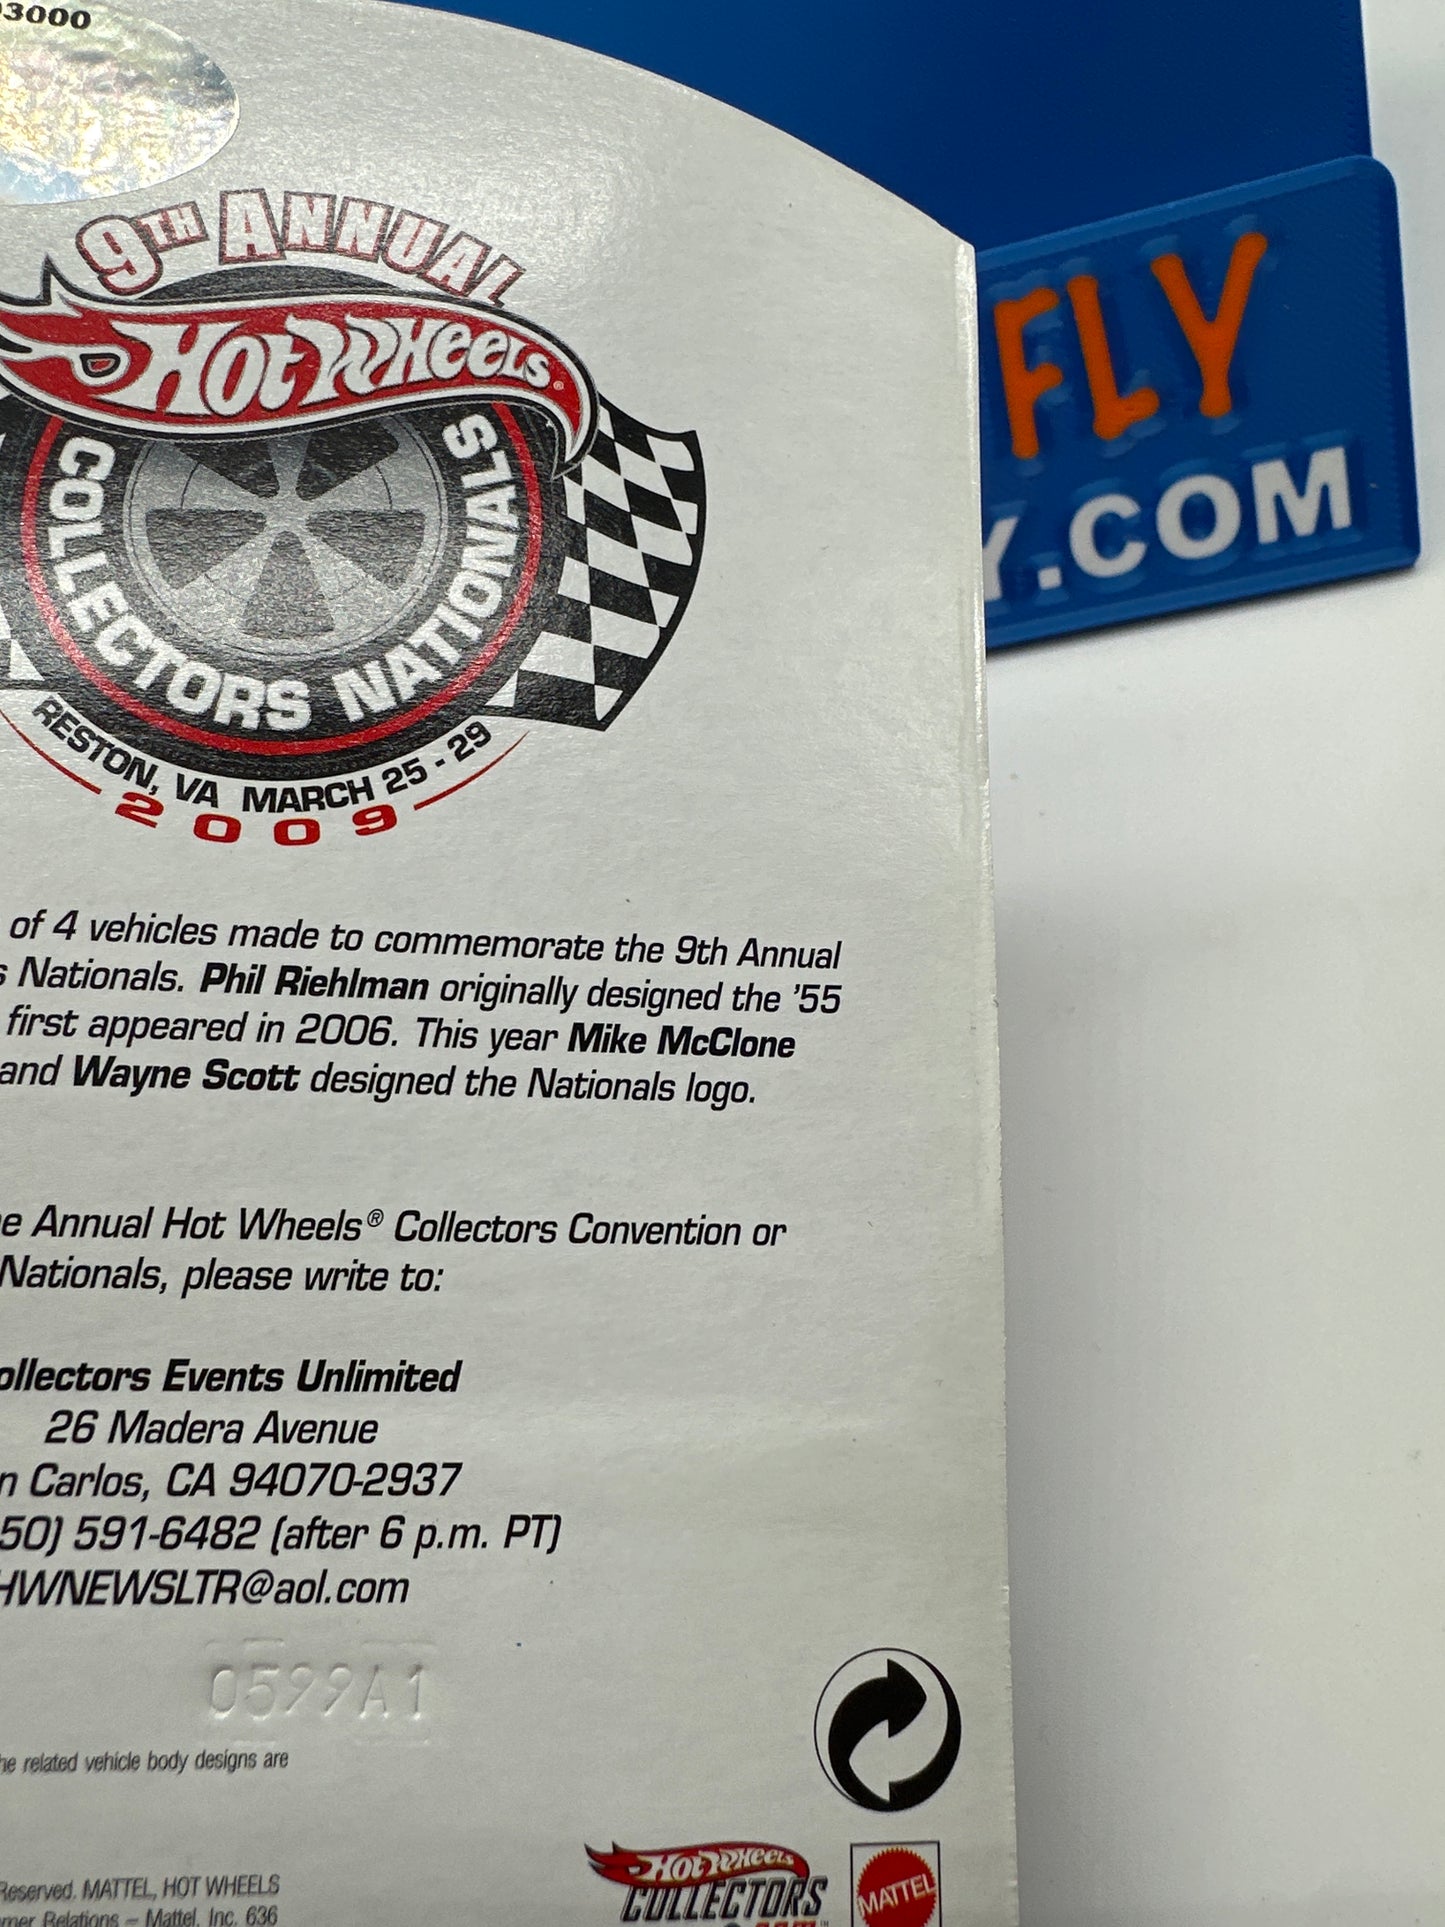 3000
9TH ANNUAL
Hot Wheels
COLLECTORS NATIONALS
RESTON, VA MARCH 25 - 29
2009
FLY
Y.COM
of 4 vehicles made to commemorate the 9th Annual
s Nationals. Phil Riehlman originally designed the '55
first appeared in 2006. This year Mike McClone
and Wayne Scott designed the Nationals logo.
e Annual Hot Wheels® Collectors Convention or
Nationals, please write to:
ollectors Events Unlimited
26 Madera Avenue
n Carlos, CA 94070-2937
50) 591-6482 (after 6 p.m. PT)
HWNEWSLTR@aol.com
0599A1
he related vehicle body designs are
Reserved. MATTEL, HOT WHEELS
mer Relations – Mattel, Inc. 636
Hot Wheels
COLLECTORS
MATTEL